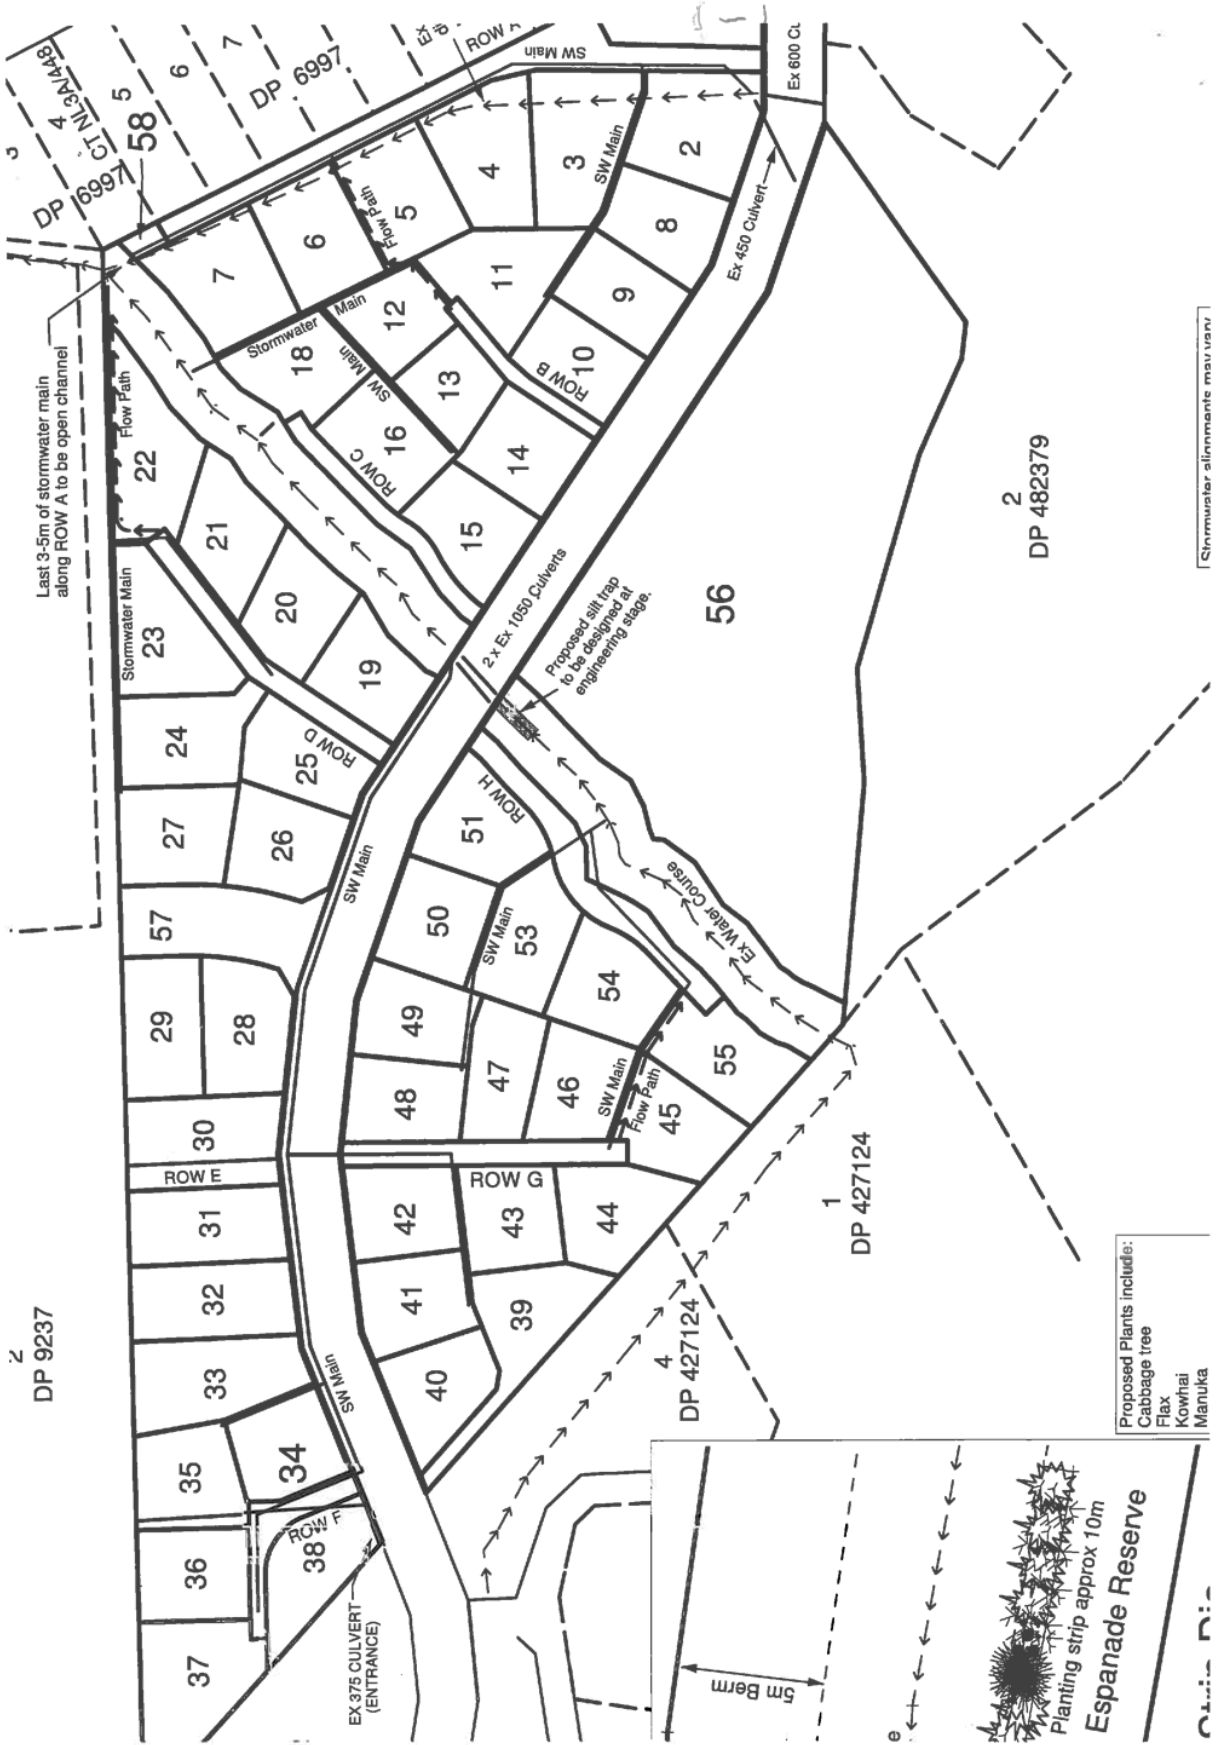 3
4
CT NL3A/448
5
6
7
DP 6997
58
DP 6997
Ex
ROW A
SW Main
Ex 600 Cu
Last 3-5m of stormwater main
along ROW A to be open channel
7
6
Flow Path
5
4
3
SW Main
2
8
Ex 450 Culvert
11
9
10
ROW B
Stormwater Main
12
18
SW Main
13
16
ROW C
14
15
Flow Path
22
21
20
19
Stormwater Main
23
24
25
ROW D
27
26
SW Main
57
29
28
30
ROW E
31
32
33
SW Main
34
35
36
ROW F
38
37
EX 375 CULVERT
(ENTRANCE)
2 x Ex 1050 Culverts
Proposed silt trap
to be designed at
engineering stage.
56
ROW H
51
50
SW Main
53
Ex Water Course
54
49
48
47
46
SW Main
Flow Path
45
55
ROW G
42
43
44
41
39
40
2
DP 9237
2
DP 482379
1
DP 427124
4
DP 427124
Stormwater alignments may vary
Proposed Plants include:
Cabbage tree
Flax
Kowhai
Manuka
5m Berm
e
Planting strip approx 10m
Espanade Reserve